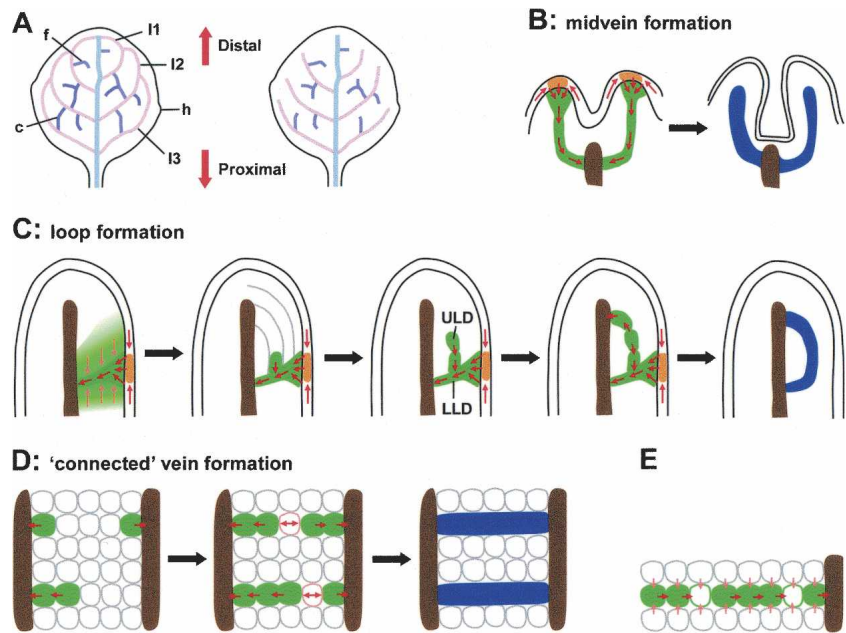 A
l1
f
Distal
l2
h
c
l3
Proximal
B: midvein formation
C: loop formation
ULD
LLD
D: 'connected' vein formation
E